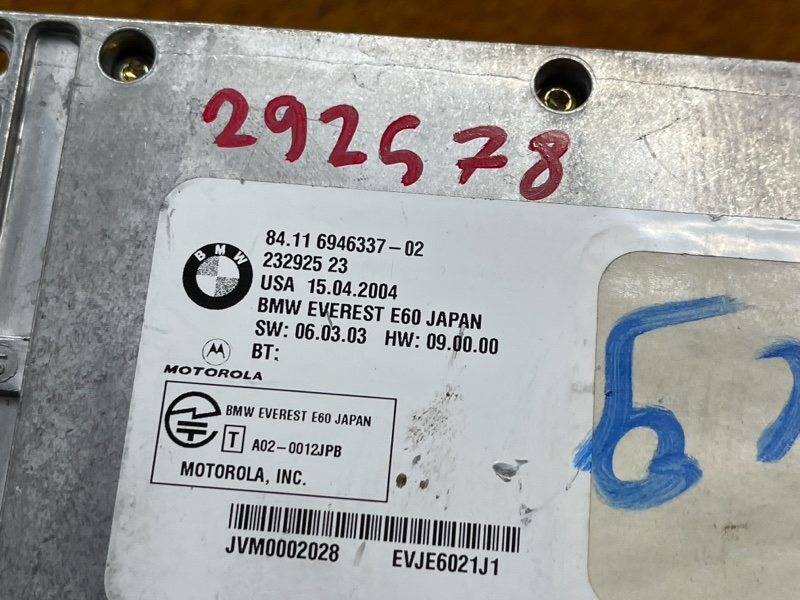 292578
84.11 6946337-02
BMW
232925 23
USA 15.04.2004
BMW EVEREST E60 JAPAN
SW: 06.03.03 HW: 09.00.00
BT:
MOTOROLA
BMW EVEREST E60 JAPAN
T A02-0012JPB
MOTOROLA, INC.
JVM0002028 EVJE6021J1